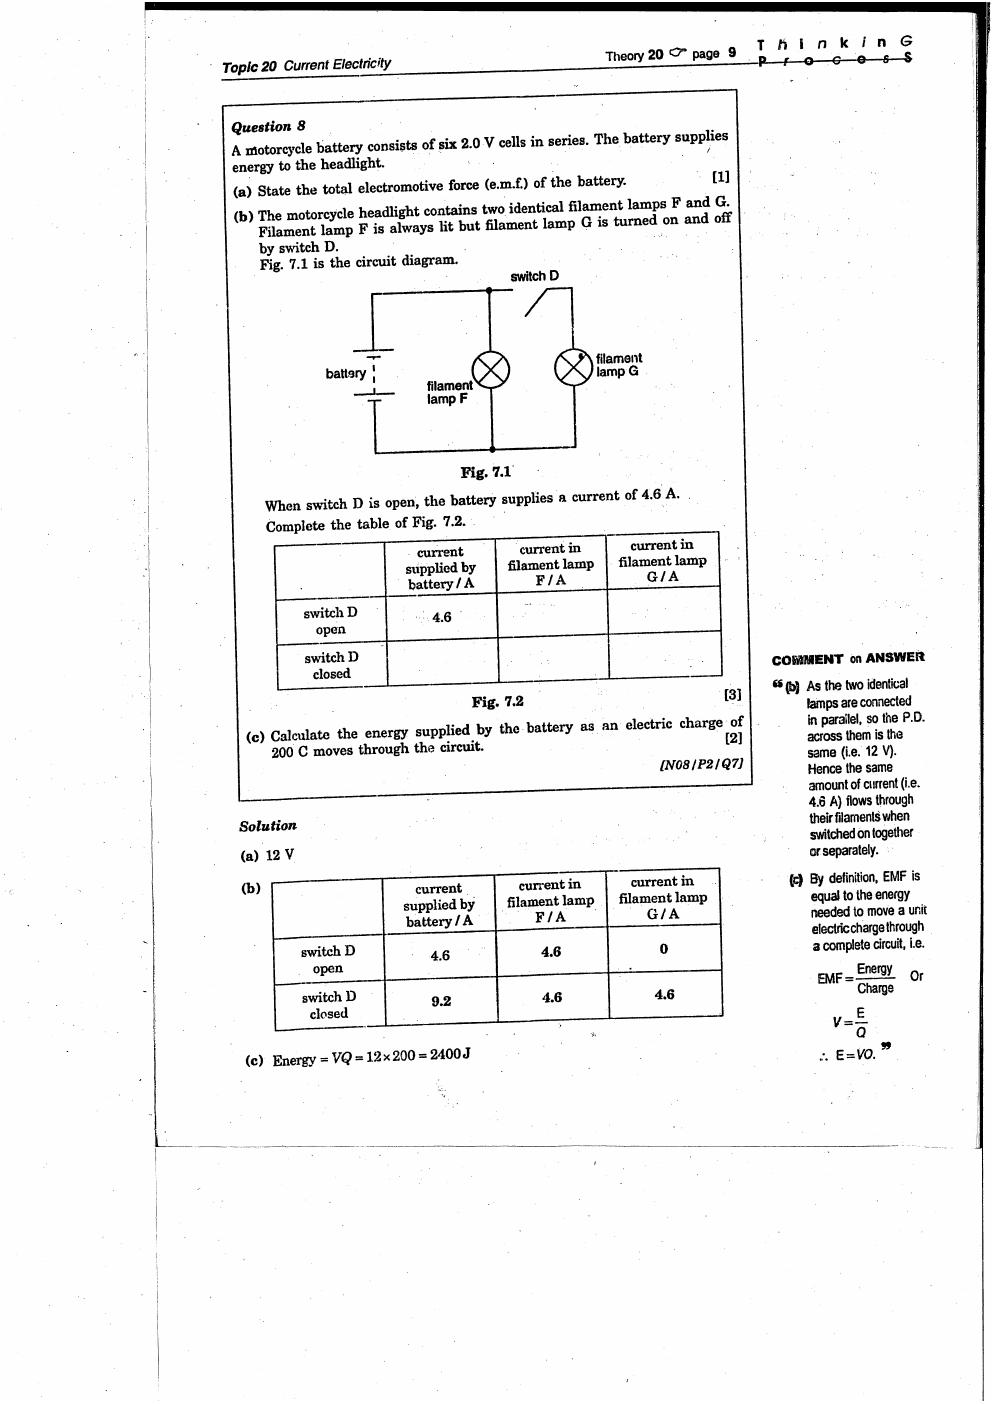 Topic 20 Current Electricity
Theory 20 ☞ page 9
T h i n k i n G
P r o c e s S
Question 8
A motorcycle battery consists of six 2.0 V cells in series. The battery supplies
energy to the headlight.
(a) State the total electromotive force (e.m.f.) of the battery. [1]
(b) The motorcycle headlight contains two identical filament lamps F and G.
Filament lamp F is always lit but filament lamp G is turned on and off
by switch D.
Fig. 7.1 is the circuit diagram.
switch D
battery
filament
lamp F
filament
lamp G
Fig. 7.1
When switch D is open, the battery supplies a current of 4.6 A.
Complete the table of Fig. 7.2.
current
supplied by
battery / A
current in
filament lamp
F / A
current in
filament lamp
G / A
switch D
open
4.6
switch D
closed
Fig. 7.2 [3]
(c) Calculate the energy supplied by the battery as an electric charge of
200 C moves through the circuit. [2]
[N08/P2/Q7]
Solution
(a) 12 V
(b)
current
supplied by
battery / A
current in
filament lamp
F / A
current in
filament lamp
G / A
switch D
open
4.6
4.6
0
switch D
closed
9.2
4.6
4.6
(c) Energy = VQ = 12 × 200 = 2400 J
COMMENT on ANSWER
“ (b) As the two identical
lamps are connected
in parallel, so the P.D.
across them is the
same (i.e. 12 V).
Hence the same
amount of current (i.e.
4.6 A) flows through
their filaments when
switched on together
or separately.
(c) By definition, EMF is
equal to the energy
needed to move a unit
electric charge through
a complete circuit, i.e.
EMF = Energy / Charge Or
V = E / Q
∴ E = VQ. ”